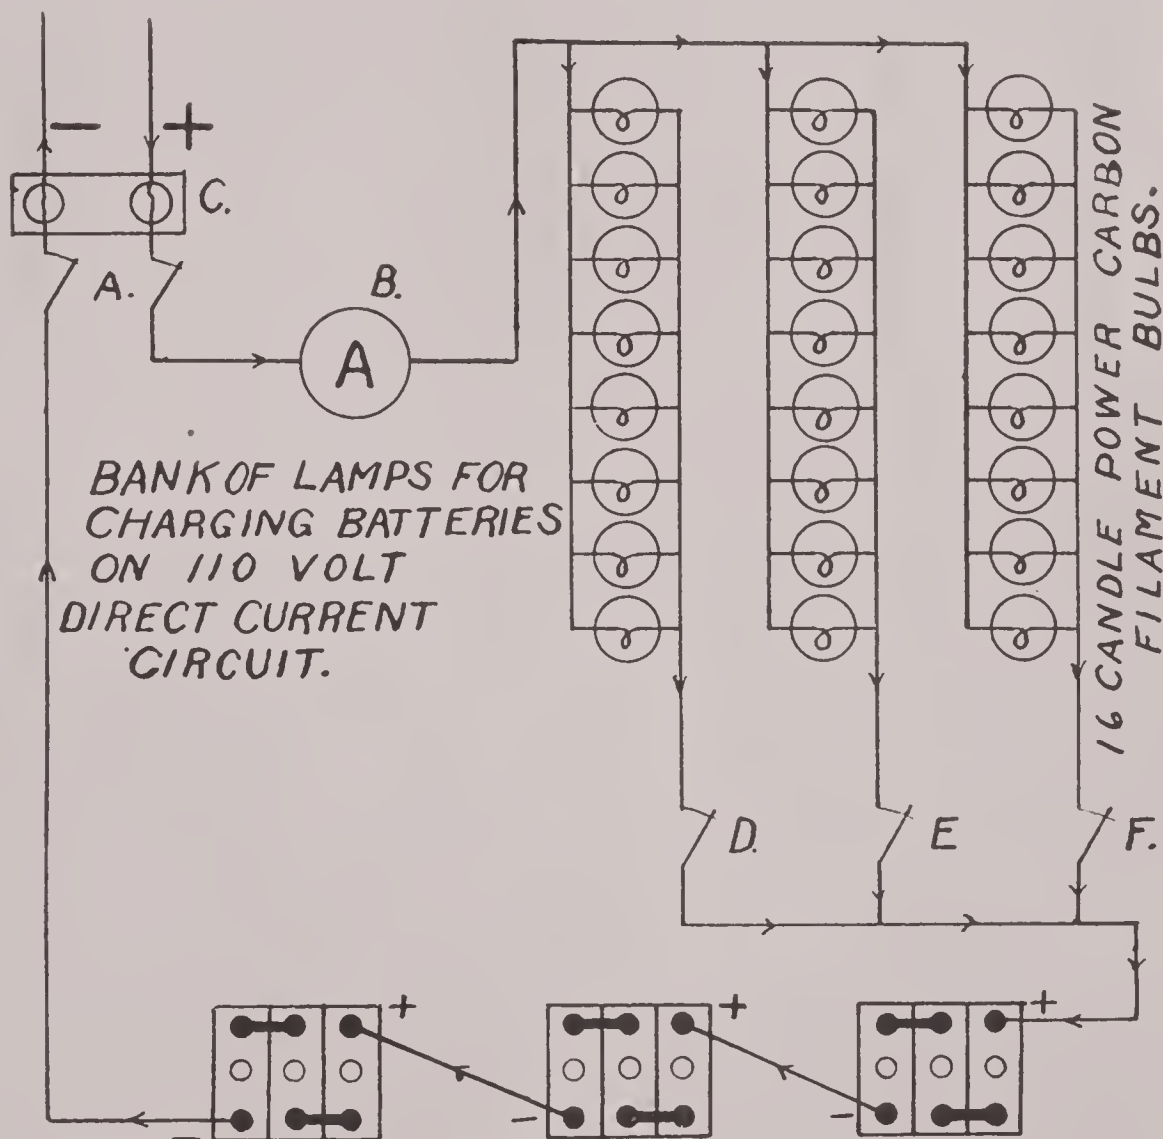 − +
C.
A.
B.
A
BANK OF LAMPS FOR
CHARGING BATTERIES
ON 110 VOLT
DIRECT CURRENT
CIRCUIT.
16 CANDLE POWER CARBON
FILAMENT BULBS.
D. E F.
+ + +
− − −